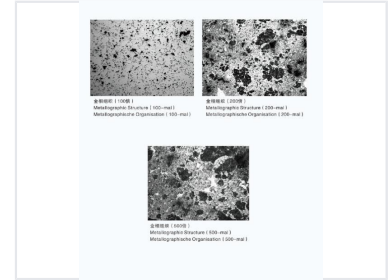 金相组织（100倍）
Metallographic Structure ( 100-mal )
Metallographische Organisation ( 100-mal )
金相组织（200倍）
Metallographic Structure ( 200-mal )
Metallographische Organisation ( 200-mal )
金相组织（500倍）
Metallographic Structure ( 500-mal )
Metallographische Organisation ( 500-mal )